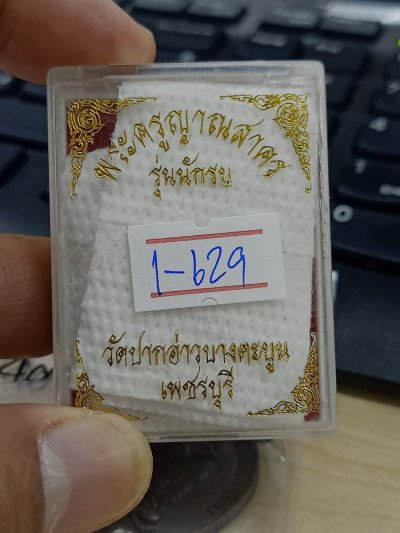 พระครูญาณสาคร
รุ่นนักรบ
1-629
วัดปากอ่าวบางตะบูน
เพชรบุรี